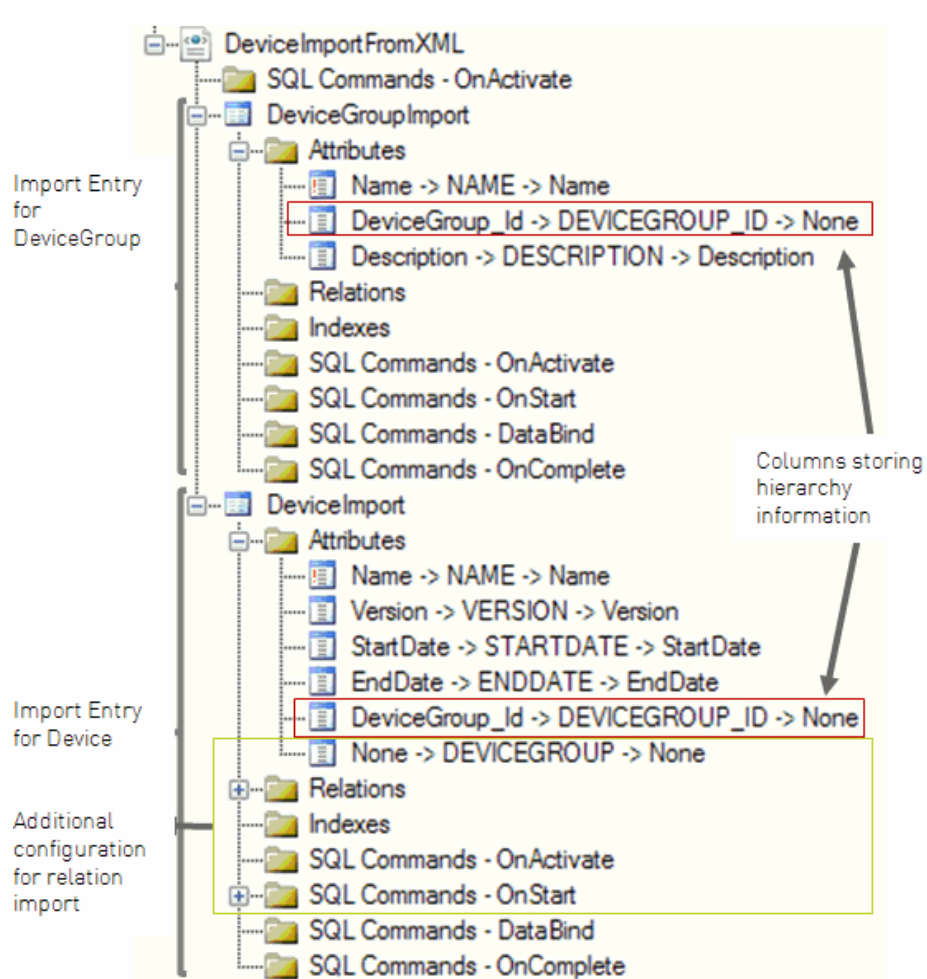 DeviceImportFromXML
SQL Commands - OnActivate
DeviceGroupImport
Attributes
Name -> NAME -> Name
DeviceGroup_Id -> DEVICEGROUP_ID -> None
Description -> DESCRIPTION -> Description
Relations
Indexes
SQL Commands - OnActivate
SQL Commands - OnStart
SQL Commands - DataBind
SQL Commands - OnComplete
DeviceImport
Attributes
Name -> NAME -> Name
Version -> VERSION -> Version
StartDate -> STARTDATE -> StartDate
EndDate -> ENDDATE -> EndDate
DeviceGroup_Id -> DEVICEGROUP_ID -> None
None -> DEVICEGROUP -> None
Relations
Indexes
SQL Commands - OnActivate
SQL Commands - OnStart
SQL Commands - DataBind
SQL Commands - OnComplete
Import Entry
for
DeviceGroup
Columns storing
hierarchy
information
Import Entry
for Device
Additional
configuration
for relation
import